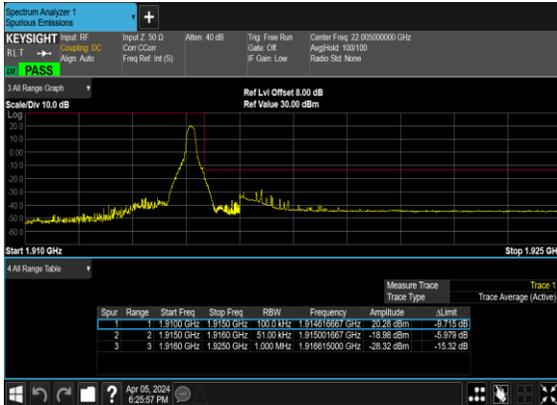 Spectrum Analyzer 1
Spurious Emissions
+
KEYSIGHT
RLT
Input: RF
Coupling: DC
Align: Auto
Input Z: 50 Ω
Corr CCorr
Freq Ref: Int (S)
Atten: 40 dB
Trig: Free Run
Gate: Off
IF Gain: Low
Center Freq: 22.005000000 GHz
Avg|Hold: 100/100
Radio Std: None
PASS
3 All Range Graph
Scale/Div 10.0 dB
Ref Lvl Offset 8.00 dB
Ref Value 30.00 dBm
Log
20.0
10.0
0.00
-10.0
-20.0
-30.0
-40.0
-50.0
-60.0
Start 1.910 GHz
Stop 1.925 GH
4 All Range Table
Measure Trace Trace 1
Trace Type Trace Average (Active)
Spur Range Start Freq Stop Freq RBW Frequency Amplitude ΔLimit
1 1 1.9100 GHz 1.9150 GHz 100.0 kHz 1.914616667 GHz 20.28 dBm -9.715 dB
2 2 1.9150 GHz 1.9160 GHz 51.00 kHz 1.915001667 GHz -18.98 dBm -5.979 dB
3 3 1.9160 GHz 1.9250 GHz 1.000 MHz 1.916615000 GHz -28.32 dBm -15.32 dB
?
Apr 05, 2024
6:25:57 PM